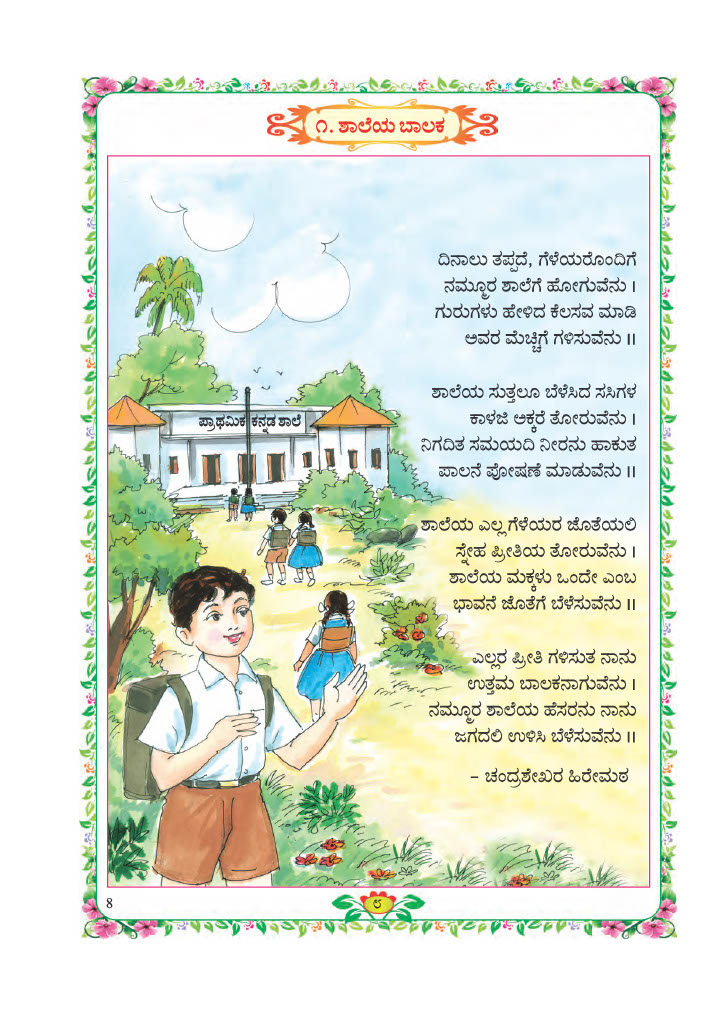 ೧. ಶಾಲೆಯ ಬಾಲಕ
ದಿನಾಲು ತಪ್ಪದೆ, ಗೆಳೆಯರೊಂದಿಗೆ
ನಮ್ಮೂರ ಶಾಲೆಗೆ ಹೋಗುವೆನು ।
ಗುರುಗಳು ಹೇಳಿದ ಕೆಲಸವ ಮಾಡಿ
ಅವರ ಮೆಚ್ಚಿಗೆ ಗಳಿಸುವೆನು ॥
ಶಾಲೆಯ ಸುತ್ತಲೂ ಬೆಳೆಸಿದ ಸಸಿಗಳ
ಕಾಳಜಿ ಅಕ್ಕರೆ ತೋರುವೆನು ।
ನಿಗದಿತ ಸಮಯದಿ ನೀರನು ಹಾಕುತ
ಪಾಲನೆ ಪೋಷಣೆ ಮಾಡುವೆನು ॥
ಶಾಲೆಯ ಎಲ್ಲ ಗೆಳೆಯರ ಜೊತೆಯಲಿ
ಸ್ನೇಹ ಪ್ರೀತಿಯ ತೋರುವೆನು ।
ಶಾಲೆಯ ಮಕ್ಕಳು ಒಂದೇ ಎಂಬ
ಭಾವನೆ ಜೊತೆಗೆ ಬೆಳೆಸುವೆನು ॥
ಎಲ್ಲರ ಪ್ರೀತಿ ಗಳಿಸುತ ನಾನು
ಉತ್ತಮ ಬಾಲಕನಾಗುವೆನು ।
ನಮ್ಮೂರ ಶಾಲೆಯ ಹೆಸರನು ನಾನು
ಜಗದಲಿ ಉಳಿಸಿ ಬೆಳೆಸುವೆನು ॥
– ಚಂದ್ರಶೇಖರ ಹಿರೇಮಠ
ಪ್ರಾಥಮಿಕ ಕನ್ನಡ ಶಾಲೆ
8
೮